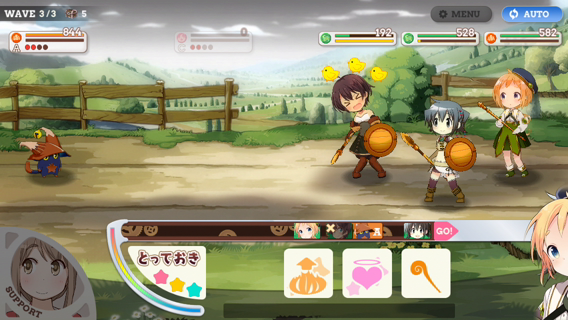 WAVE 3/3
5
MENU
AUTO
844
A
0
C
192
528
582
A
GO!
とっておき
SUPPORT